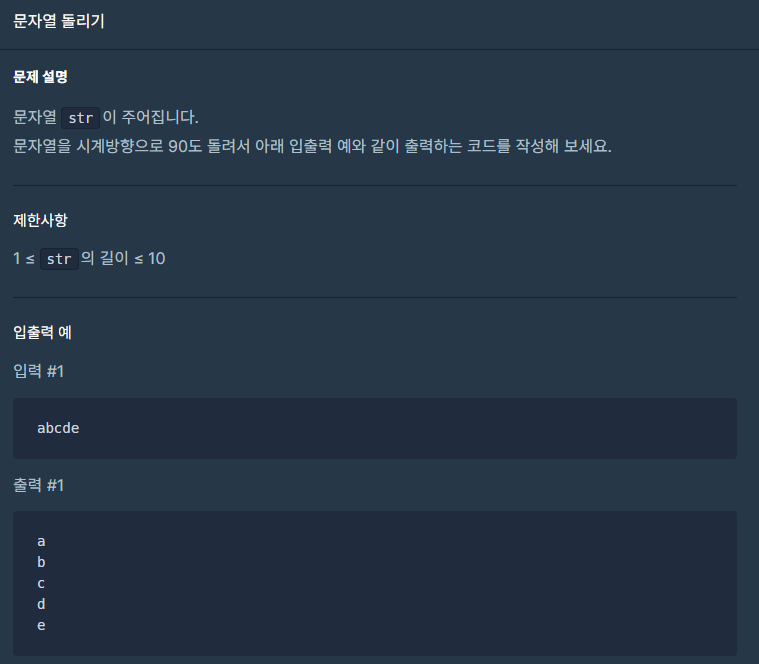 문자열 돌리기
문제 설명
문자열 str 이 주어집니다.
문자열을 시계방향으로 90도 돌려서 아래 입출력 예와 같이 출력하는 코드를 작성해 보세요.
제한사항
1 ≤ str 의 길이 ≤ 10
입출력 예
입력 #1
abcde
출력 #1
a
b
c
d
e